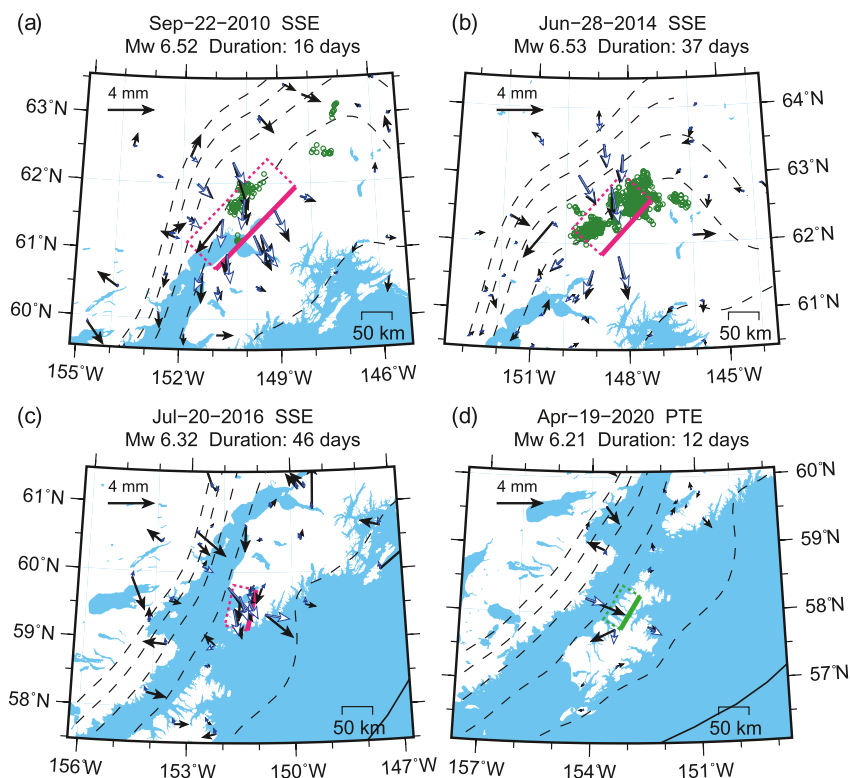 (a)
Sep−22−2010 SSE
Mw 6.52 Duration: 16 days
4 mm
63˚N
62˚N
61˚N
60˚N
50 km
155˚W
152˚W
149˚W
146˚W
(b)
Jun−28−2014 SSE
Mw 6.53 Duration: 37 days
4 mm
64˚N
63˚N
62˚N
61˚N
50 km
151˚W
148˚W
145˚W
(c)
Jul−20−2016 SSE
Mw 6.32 Duration: 46 days
4 mm
61˚N
60˚N
59˚N
58˚N
50 km
156˚W
153˚W
150˚W
147˚W
(d)
Apr−19−2020 PTE
Mw 6.21 Duration: 12 days
4 mm
60˚N
59˚N
58˚N
57˚N
50 km
157˚W
154˚W
151˚W